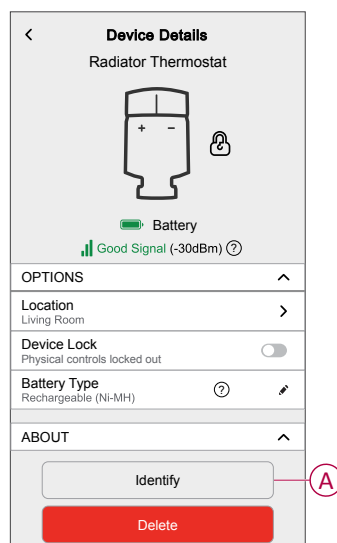 Device Details
Radiator Thermostat
+ -
Battery
Good Signal (-30dBm) ?
OPTIONS
Location
Living Room
Device Lock
Physical controls locked out
Battery Type
Rechargeable (Ni-MH) ?
ABOUT
Identify
A
Delete